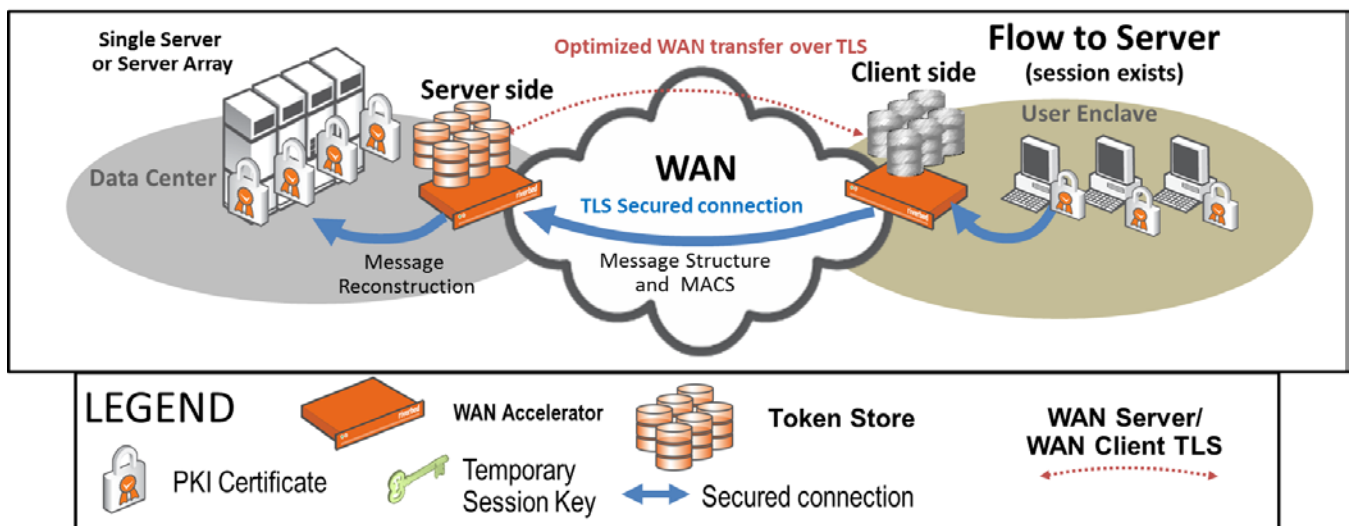 Single Server
or Server Array
Optimized WAN transfer over TLS
Flow to Server
(session exists)
Server side
Client side
User Enclave
Data Center
WAN
TLS Secured connection
Message
Reconstruction
Message Structure
and MACS
riverbed
LEGEND
WAN Accelerator
Token Store
WAN Server/
WAN Client TLS
PKI Certificate
Temporary
Session Key
Secured connection